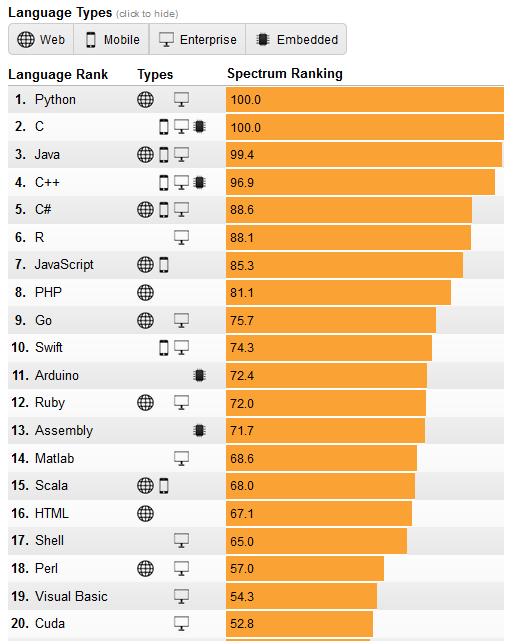 Language Types (click to hide)
Web Mobile Enterprise Embedded
Language Rank Types Spectrum Ranking
1. Python 100.0
2. C 100.0
3. Java 99.4
4. C++ 96.9
5. C# 88.6
6. R 88.1
7. JavaScript 85.3
8. PHP 81.1
9. Go 75.7
10. Swift 74.3
11. Arduino 72.4
12. Ruby 72.0
13. Assembly 71.7
14. Matlab 68.6
15. Scala 68.0
16. HTML 67.1
17. Shell 65.0
18. Perl 57.0
19. Visual Basic 54.3
20. Cuda 52.8